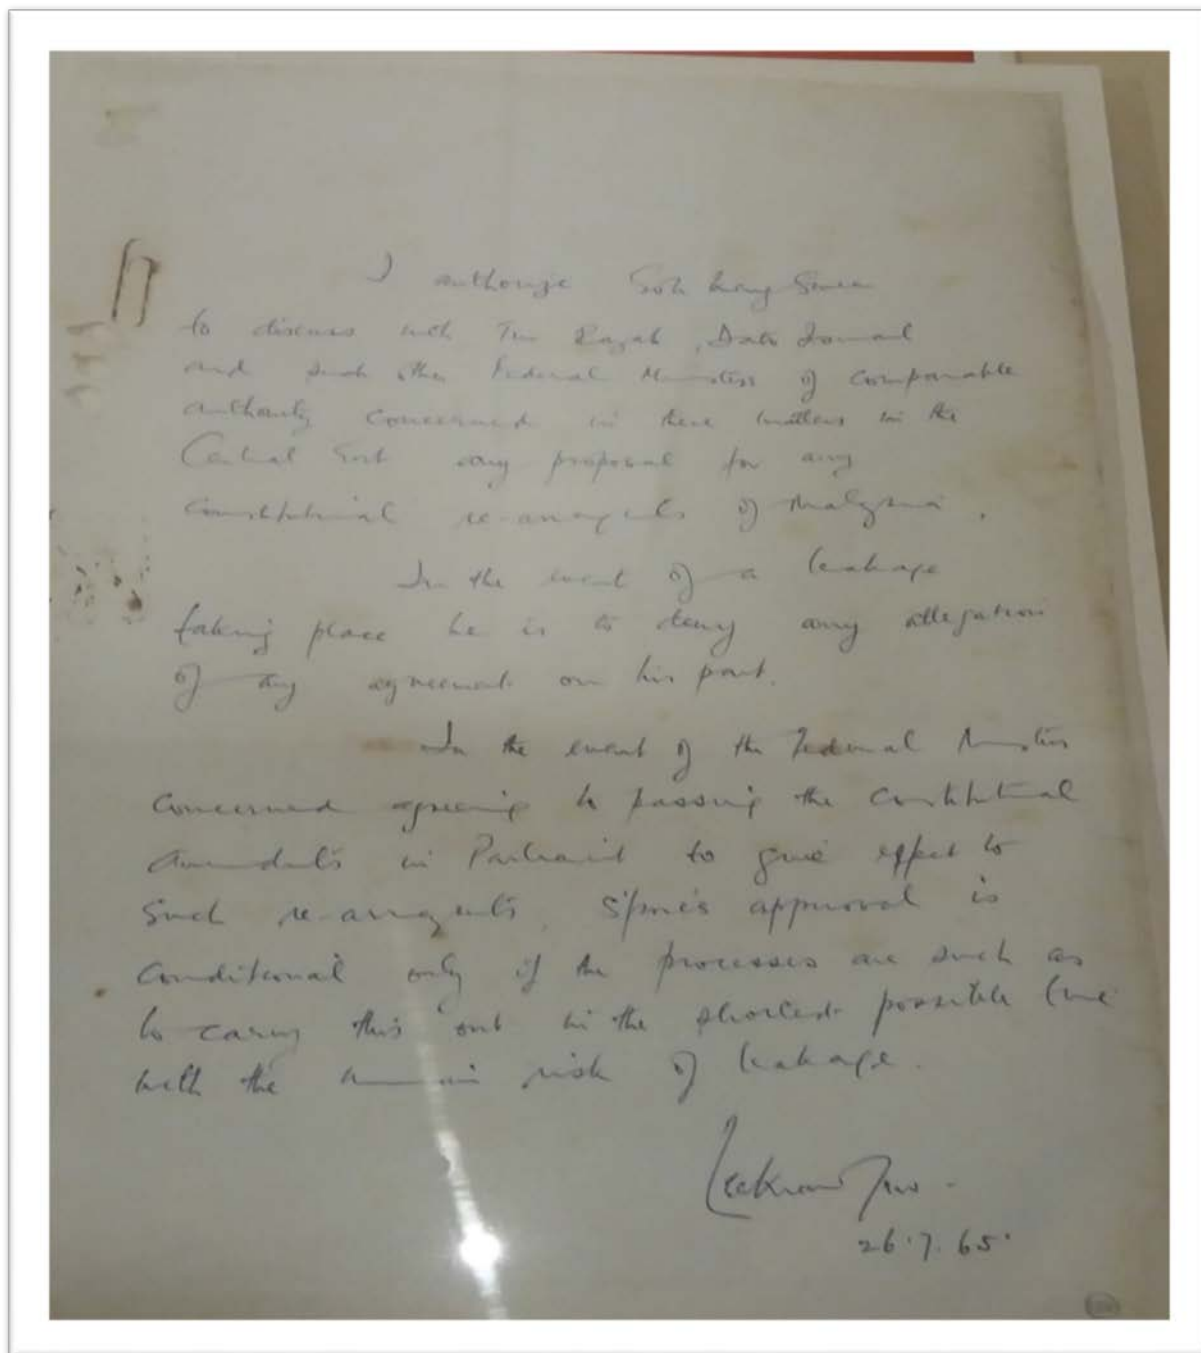 I authorise Goh Keng Swee
to discuss with Tun Razak, Dato Ismail
and such other Federal Ministers of comparable
authority concerned in these matters in the
Central Govt any proposal for any
constitutional re-arrangements of Malaysia.
In the event of a leakage
taking place he is to deny any allegation
of any agreement on his part.
In the event of the Federal Ministers
concerned agreeing to passing the constitutional
amendments in Parliament to give effect to
such re-arrangements, S'pore's approval is
conditional only if the processes are such as
to carry this out in the shortest possible time
with the risk of leakage.
Lee Kuan Yew.
26.7.65.